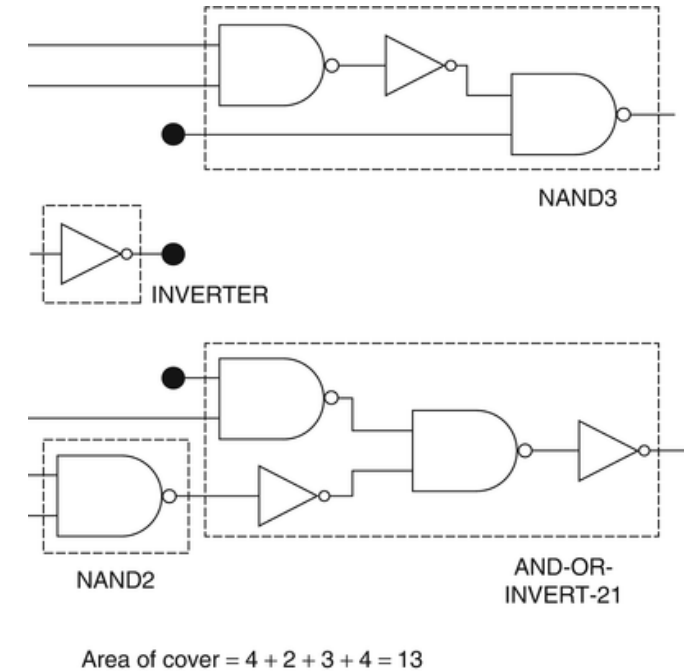 NAND3
INVERTER
NAND2
AND-OR-
INVERT-21
Area of cover = 4 + 2 + 3 + 4 = 13